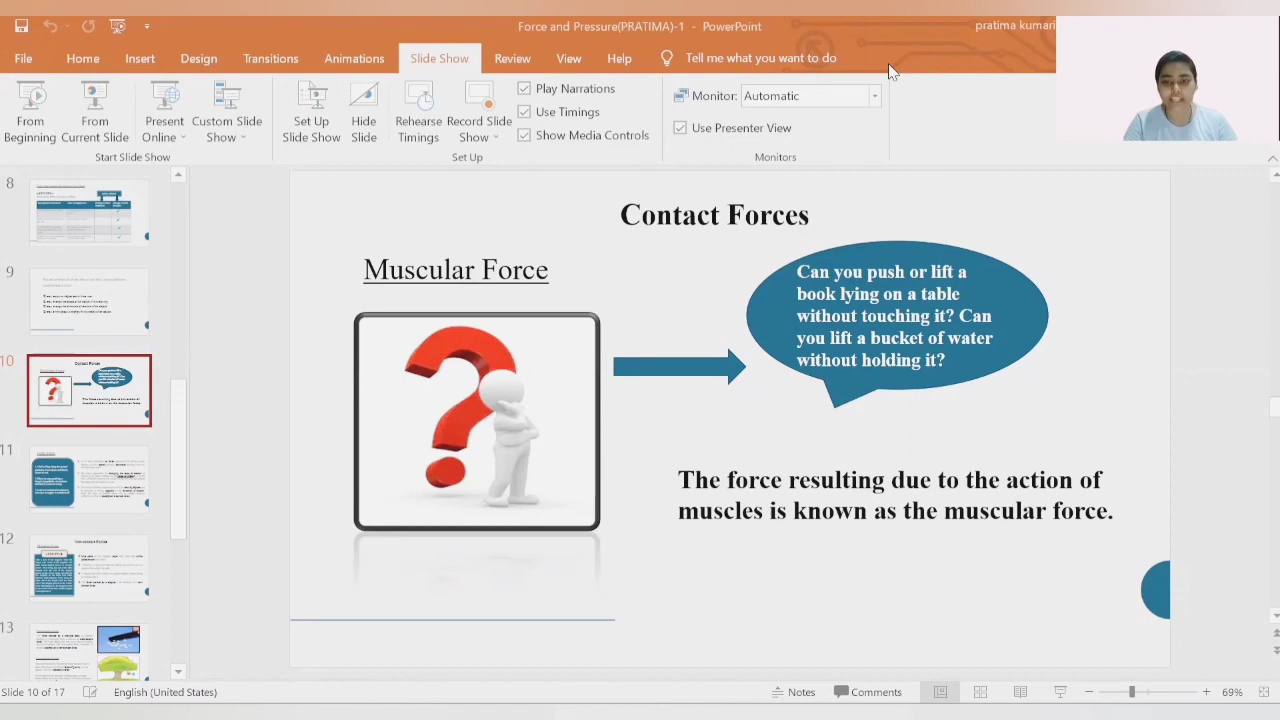 Force and Pressure(PRATIMA)-1 - PowerPoint
pratima kumari
File
Home
Insert
Design
Transitions
Animations
Slide Show
Review
View
Help
Tell me what you want to do
From
Beginning
From
Current Slide
Present
Online
Custom Slide
Show
Start Slide Show
Set Up
Slide Show
Hide
Slide
Rehearse
Timings
Record Slide
Show
Play Narrations
Use Timings
Show Media Controls
Set Up
Monitor:
Automatic
Use Presenter View
Monitors
8
9
10
11
12
13
Contact Forces
Muscular Force
Can you push or lift a
book lying on a table
without touching it? Can
you lift a bucket of water
without holding it?
The force resulting due to the action of
muscles is known as the muscular force.
Slide 10 of 17
English (United States)
Notes
Comments
69%